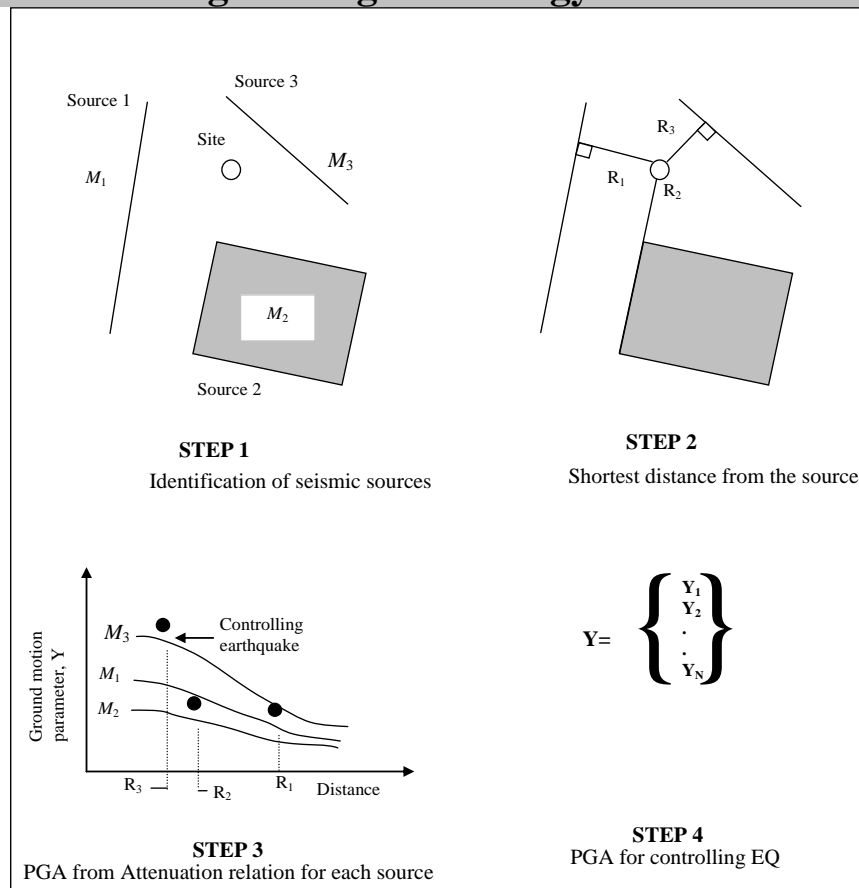 Source 3
Source 1
Site
M3
M1
M2
Source 2
STEP 1
Identification of seismic sources
R3
R1
R2
STEP 2
Shortest distance from the source
Ground motion
parameter, Y
M3
M1
M2
Controlling
earthquake
R3
R2
R1
Distance
STEP 3
PGA from Attenuation relation for each source
Y=
Y1
Y2
.
.
YN
STEP 4
PGA for controlling EQ